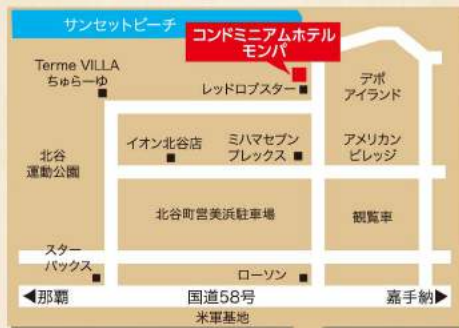 サンセットビーチ
コンドミニアムホテル
モンパ
Terme VILLA
ちゅらーゆ
レッドロブスター
デポ
アイランド
北谷
運動公園
イオン北谷店
ミハマセブン
プレックス
アメリカン
ビレッジ
北谷町営美浜駐車場
観覧車
スター
バックス
ローソン
◀那覇
国道58号
嘉手納▶
米軍基地